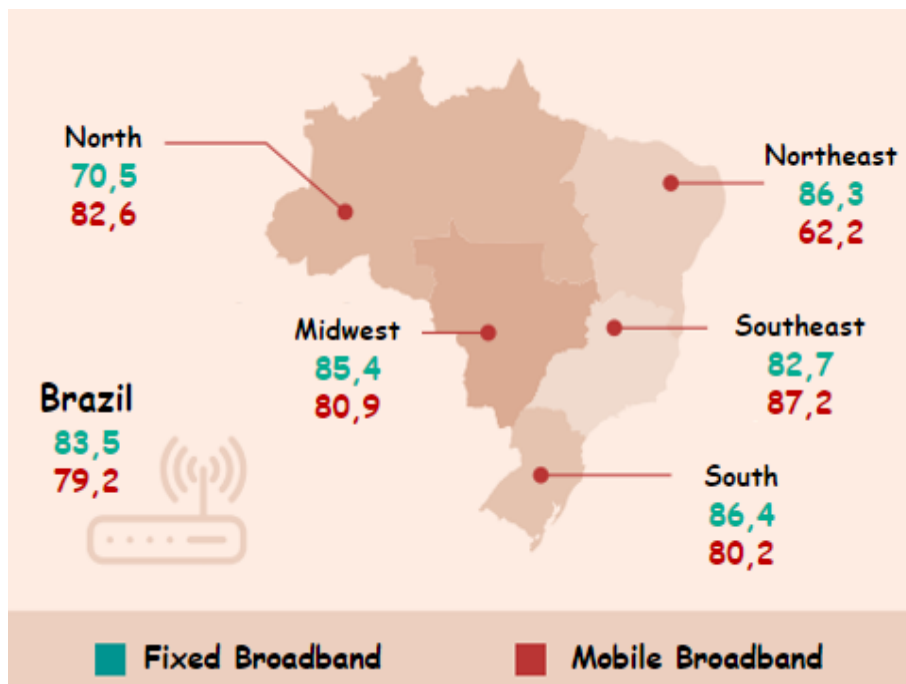 North
70,5
82,6
Northeast
86,3
62,2
Midwest
85,4
80,9
Southeast
82,7
87,2
Brazil
83,5
79,2
South
86,4
80,2
Fixed Broadband
Mobile Broadband